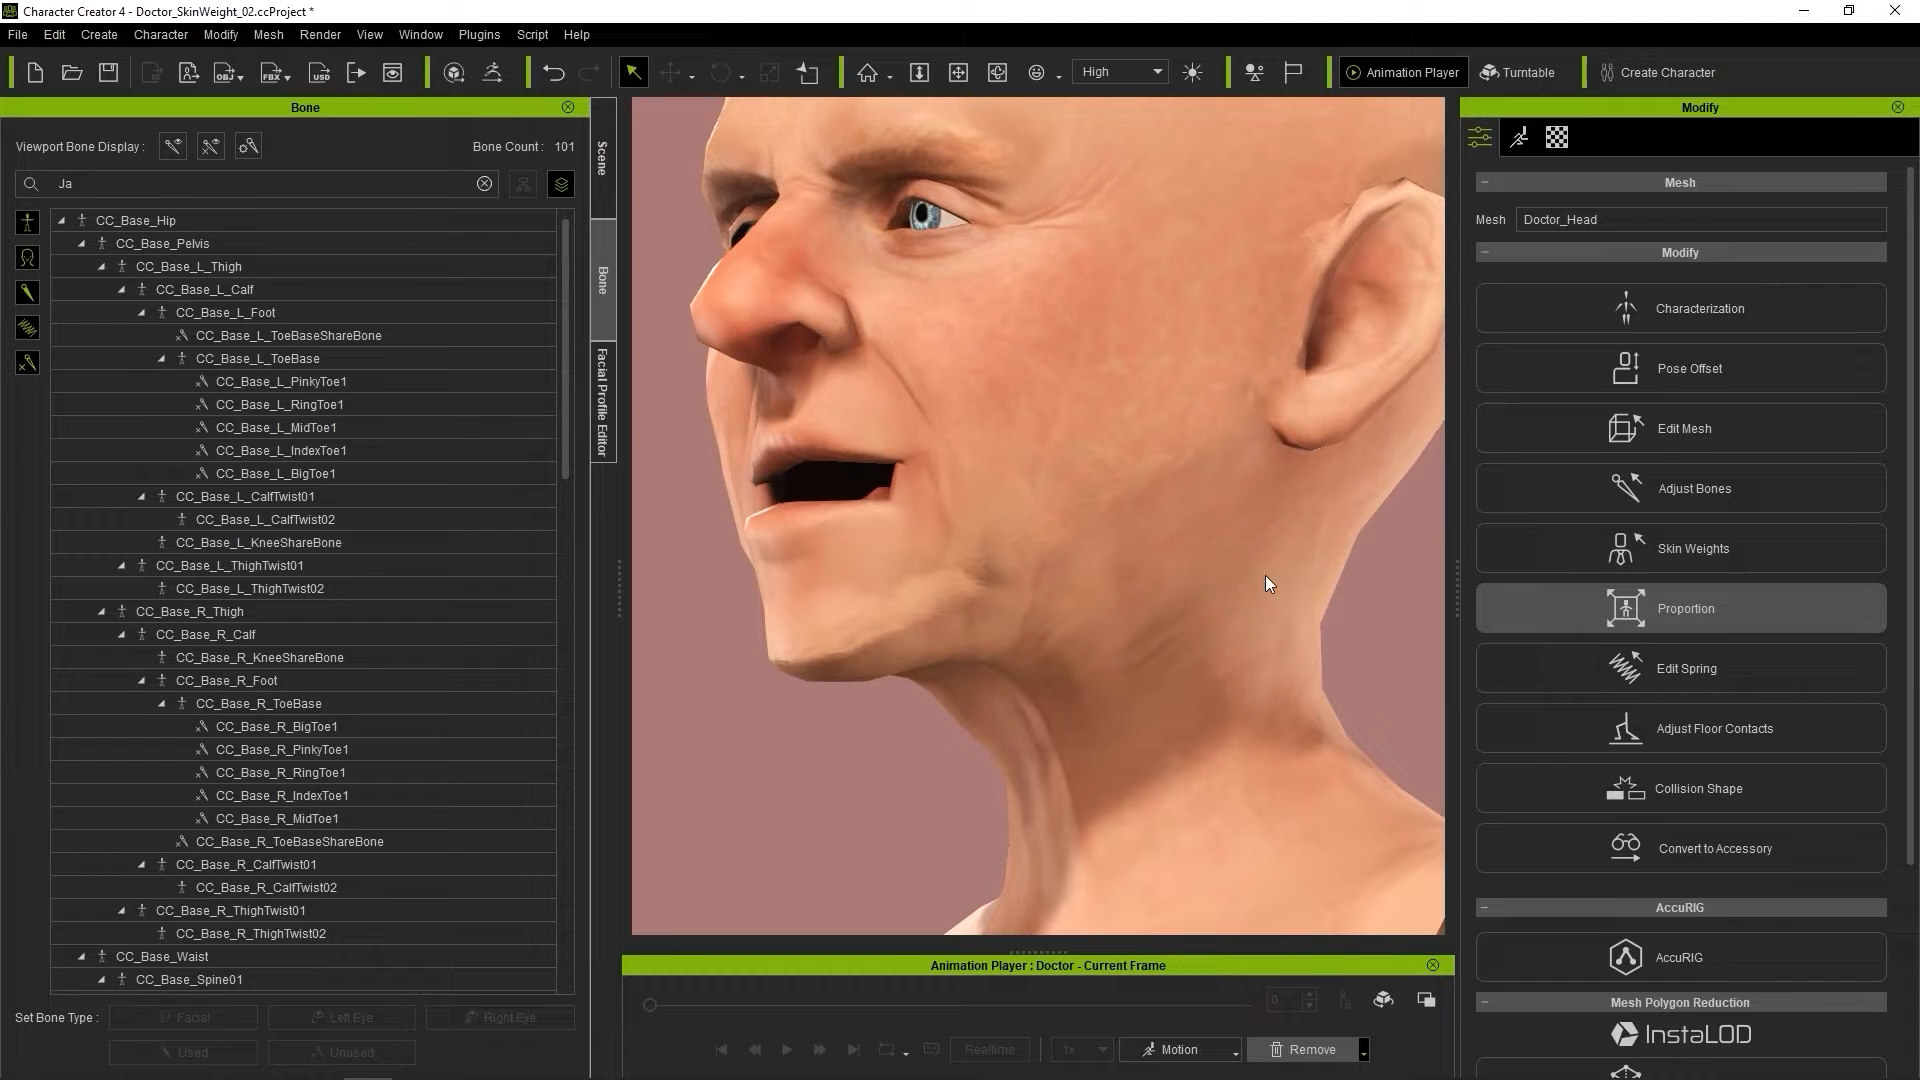 Character Creator 4 - Doctor_SkinWeight_02.ccProject *
File Edit Create Character Modify Mesh Render View Window Plugins Script Help
OBJ FBX USD High Animation Player Turntable Create Character
Bone
Viewport Bone Display :
Bone Count : 101
Ja
CC_Base_Hip
CC_Base_Pelvis
CC_Base_L_Thigh
CC_Base_L_Calf
CC_Base_L_Foot
CC_Base_L_ToeBaseShareBone
CC_Base_L_ToeBase
CC_Base_L_PinkyToe1
CC_Base_L_RingToe1
CC_Base_L_MidToe1
CC_Base_L_IndexToe1
CC_Base_L_BigToe1
CC_Base_L_CalfTwist01
CC_Base_L_CalfTwist02
CC_Base_L_KneeShareBone
CC_Base_L_ThighTwist01
CC_Base_L_ThighTwist02
CC_Base_R_Thigh
CC_Base_R_Calf
CC_Base_R_KneeShareBone
CC_Base_R_Foot
CC_Base_R_ToeBase
CC_Base_R_BigToe1
CC_Base_R_PinkyToe1
CC_Base_R_RingToe1
CC_Base_R_IndexToe1
CC_Base_R_MidToe1
CC_Base_R_ToeBaseShareBone
CC_Base_R_CalfTwist01
CC_Base_R_CalfTwist02
CC_Base_R_ThighTwist01
CC_Base_R_ThighTwist02
CC_Base_Waist
CC_Base_Spine01
Set Bone Type :
Facial
Left Eye
Right Eye
Used
Unused
Scene
Bone
Facial Profile Editor
Animation Player : Doctor - Current Frame
0
Realtime
1x
Motion
Remove
Modify
Mesh
Mesh Doctor_Head
Modify
Characterization
Pose Offset
Edit Mesh
Adjust Bones
Skin Weights
Proportion
Edit Spring
Adjust Floor Contacts
Collision Shape
Convert to Accessory
AccuRIG
AccuRIG
Mesh Polygon Reduction
InstaLOD